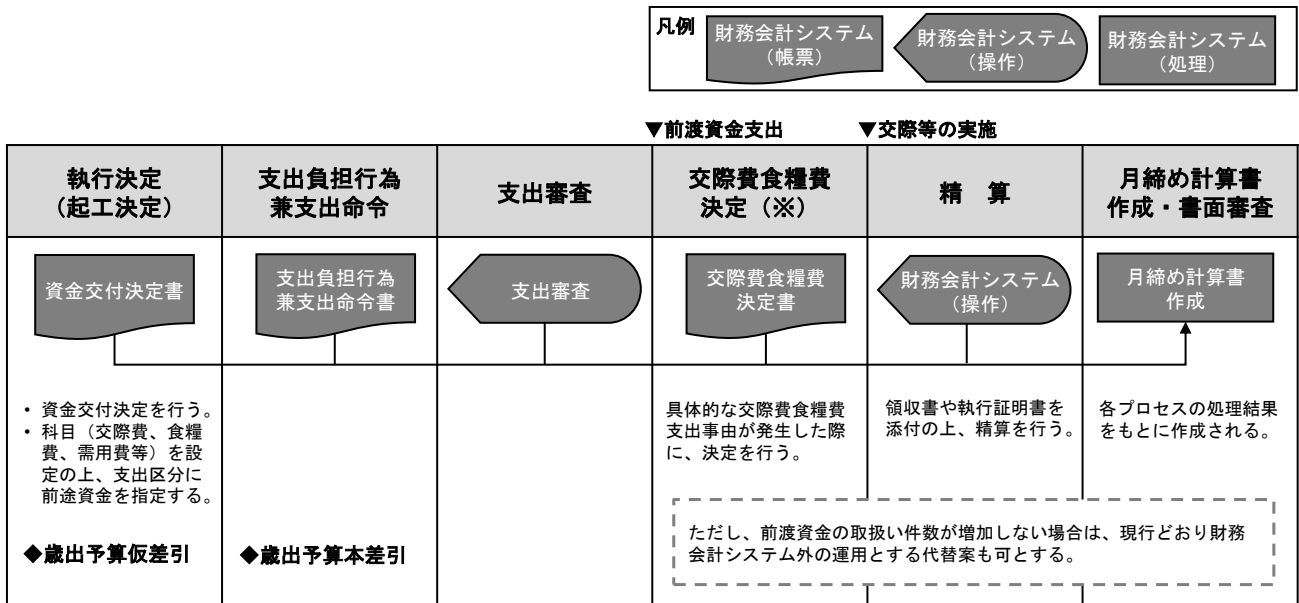 凡例
財務会計システム
（帳票）
財務会計システム
（操作）
財務会計システム
（処理）
▼前渡資金支出
▼交際等の実施
執行決定
（起工決定）
支出負担行為
兼支出命令
支出審査
交際費食糧費
決定（※）
精　算
月締め計算書
作成・書面審査
資金交付決定書
支出負担行為
兼支出命令書
支出審査
交際費食糧費
決定書
財務会計システム
（操作）
月締め計算書
作成
• 資金交付決定を行う。
• 科目（交際費、食糧
費、需用費等）を設
定の上、支出区分に
前途資金を指定する。
具体的な交際費食糧費
支出事由が発生した際
に、決定を行う。
領収書や執行証明書を
添付の上、精算を行う。
各プロセスの処理結果
をもとに作成される。
ただし、前渡資金の取扱い件数が増加しない場合は、現行どおり財務
会計システム外の運用とする代替案も可とする。
◆歳出予算仮差引
◆歳出予算本差引